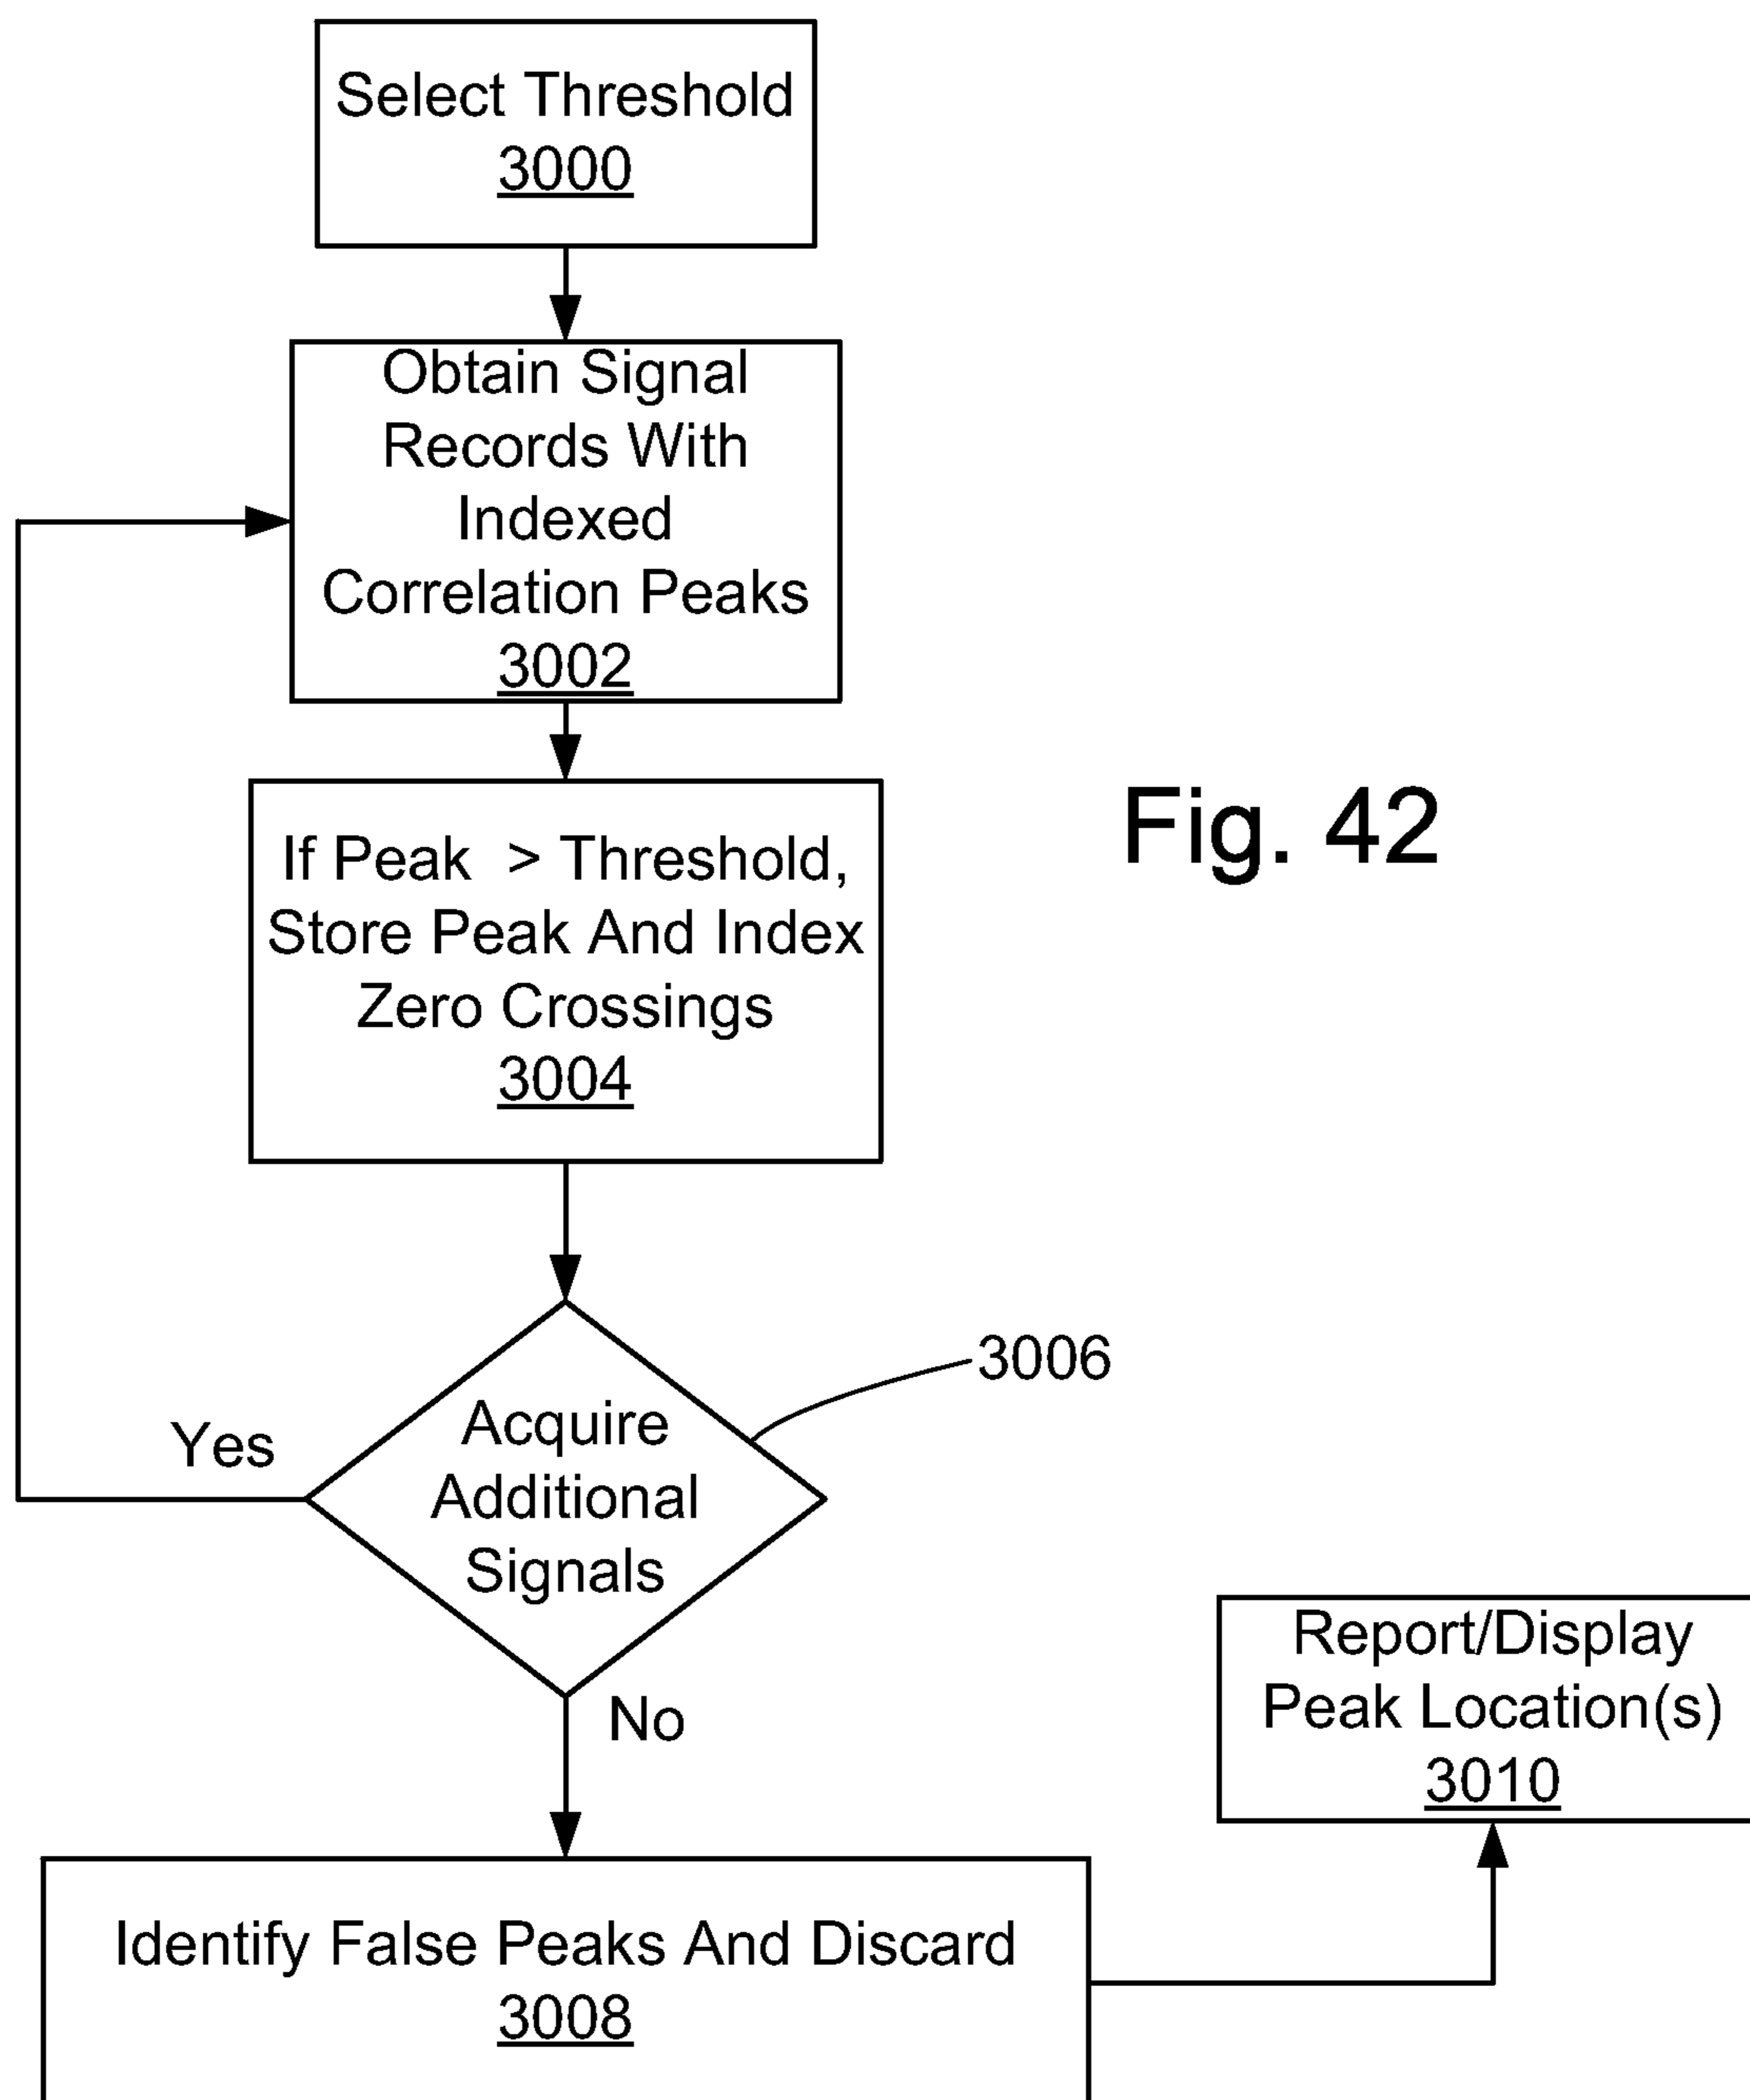 Select Threshold
3000
Obtain Signal
Records With
Indexed
Correlation Peaks
3002
If Peak > Threshold,
Store Peak And Index
Zero Crossings
3004
Fig. 42
3006
Acquire
Additional
Signals
Yes
No
Report/Display
Peak Location(s)
3010
Identify False Peaks And Discard
3008